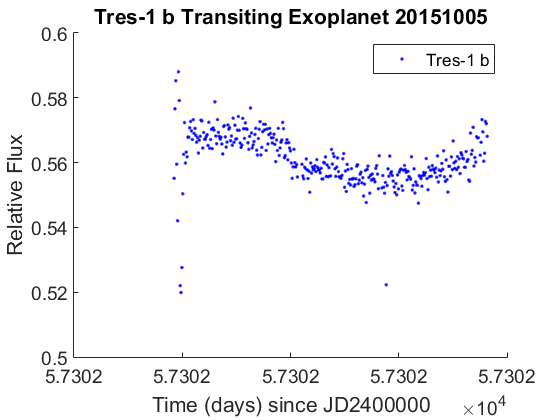 Tres-1 b Transiting Exoplanet 20151005
0.6
Tres-1 b
0.58
0.56
0.54
0.52
0.5
Relative Flux
5.7302 5.7302 5.7302 5.7302 5.7302
Time (days) since JD2400000
×10⁴